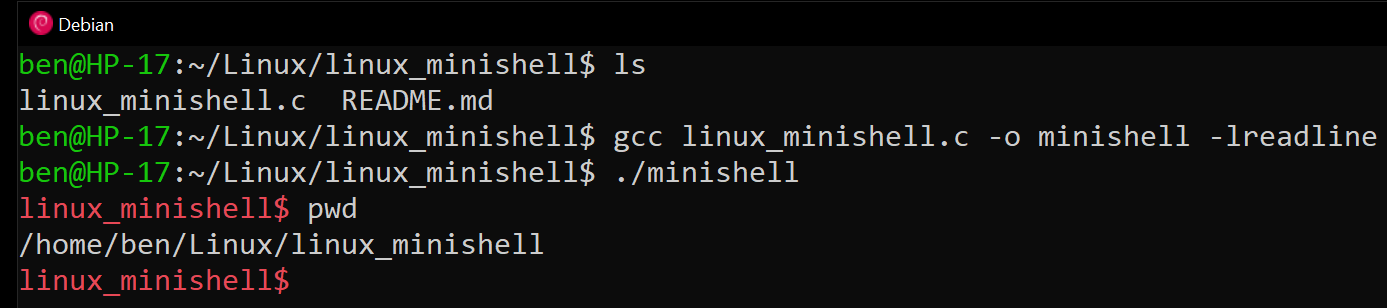 Debian
ben@HP-17:~/Linux/linux_minishell$ ls
linux_minishell.c  README.md
ben@HP-17:~/Linux/linux_minishell$ gcc linux_minishell.c -o minishell -lreadline
ben@HP-17:~/Linux/linux_minishell$ ./minishell
linux_minishell$ pwd
/home/ben/Linux/linux_minishell
linux_minishell$